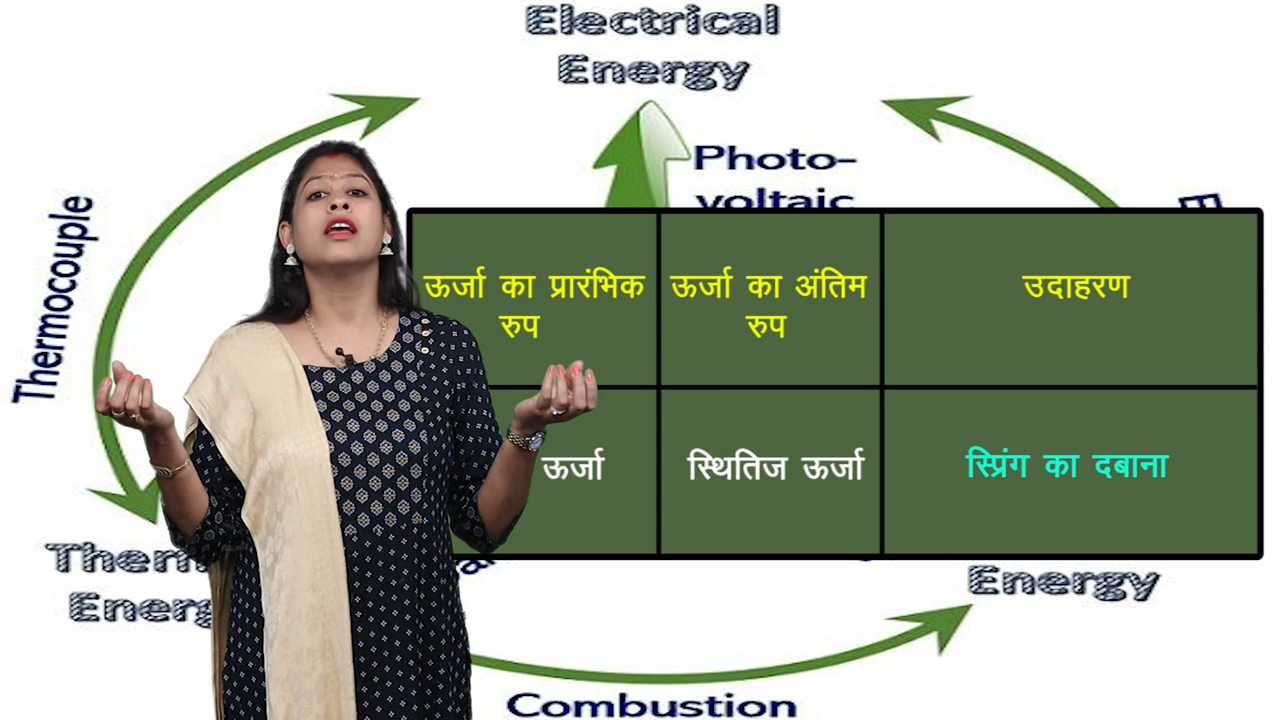 Electrical
Energy
Photo-
voltaic
Thermocouple
ऊर्जा का प्रारंभिक
रुप
ऊर्जा का अंतिम
रुप
उदाहरण
ऊर्जा
स्थितिज ऊर्जा
स्प्रिंग का दबाना
Energy
Combustion